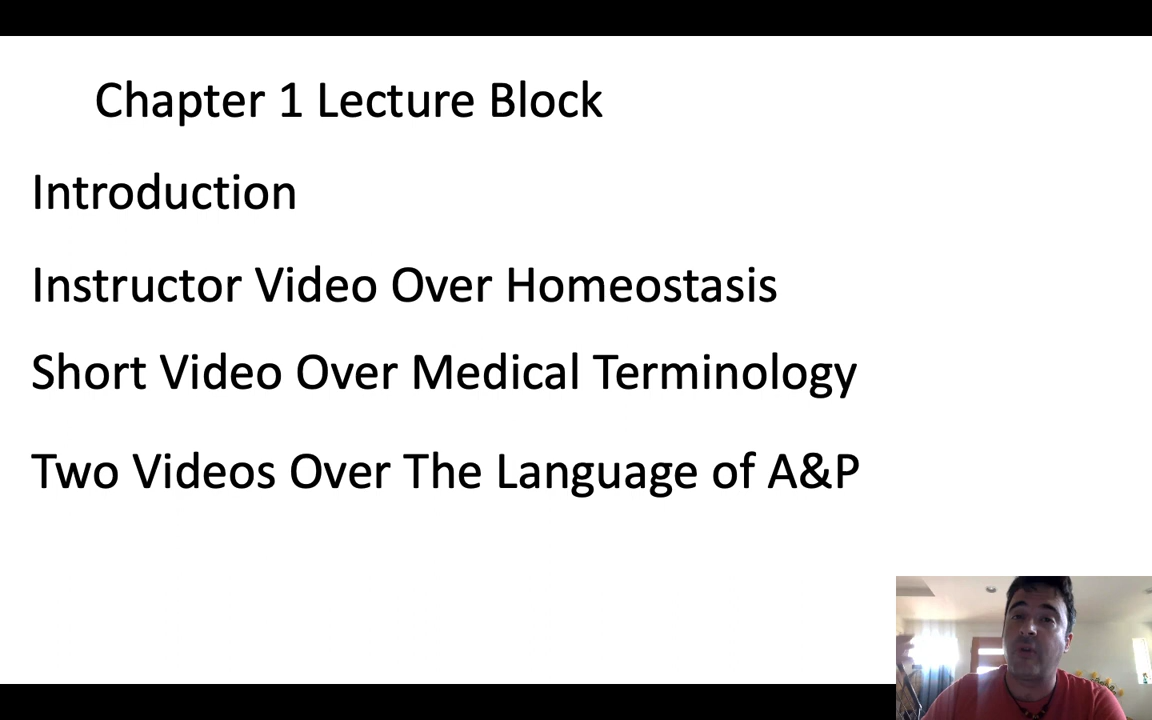 Chapter 1 Lecture Block
Introduction
Instructor Video Over Homeostasis
Short Video Over Medical Terminology
Two Videos Over The Language of A&P